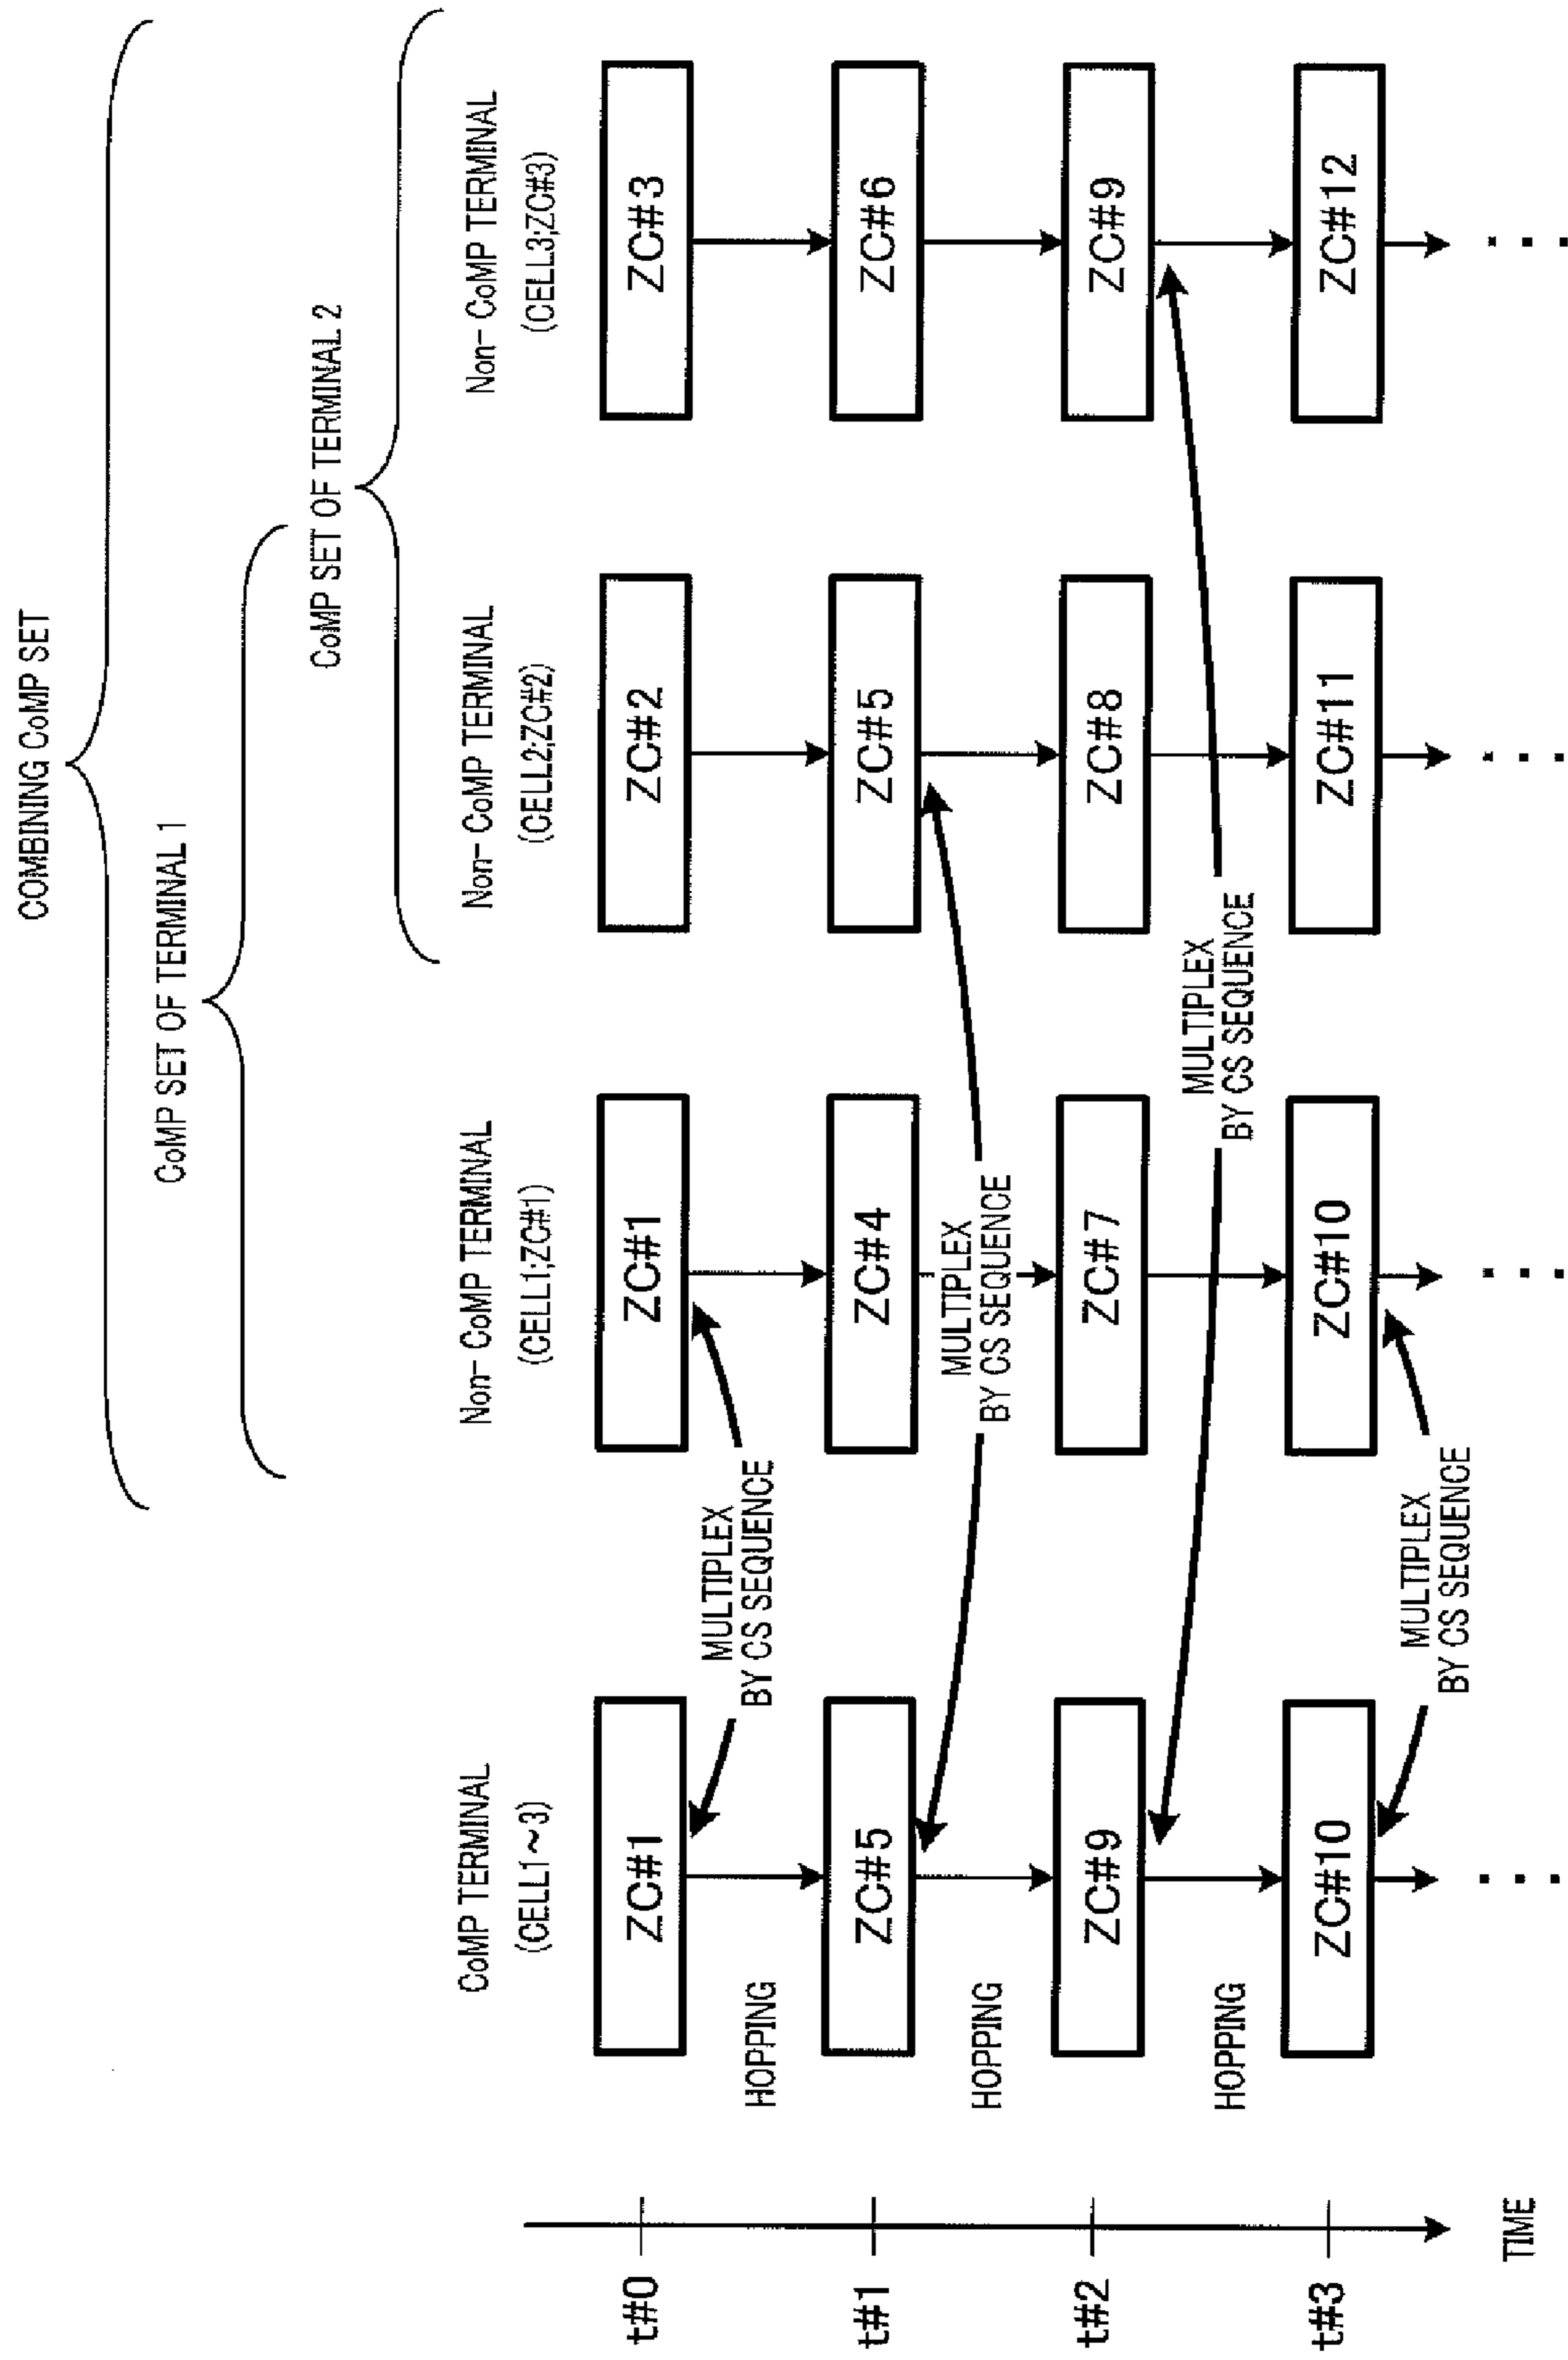 COMBINING CoMP SET
CoMP SET OF TERMINAL 1
CoMP SET OF TERMINAL 2
CoMP TERMINAL
(CELL1~3)
Non- CoMP TERMINAL
(CELL1;ZC#1)
Non- CoMP TERMINAL
(CELL2;ZC#2)
Non- CoMP TERMINAL
(CELL3;ZC#3)
t#0
ZC#1
ZC#1
ZC#2
ZC#3
HOPPING
MULTIPLEX
BY CS SEQUENCE
t#1
ZC#5
ZC#4
ZC#5
ZC#6
HOPPING
MULTIPLEX
BY CS SEQUENCE
t#2
ZC#9
ZC#7
ZC#8
ZC#9
HOPPING
MULTIPLEX
BY CS SEQUENCE
t#3
ZC#10
ZC#10
ZC#11
ZC#12
MULTIPLEX
BY CS SEQUENCE
TIME